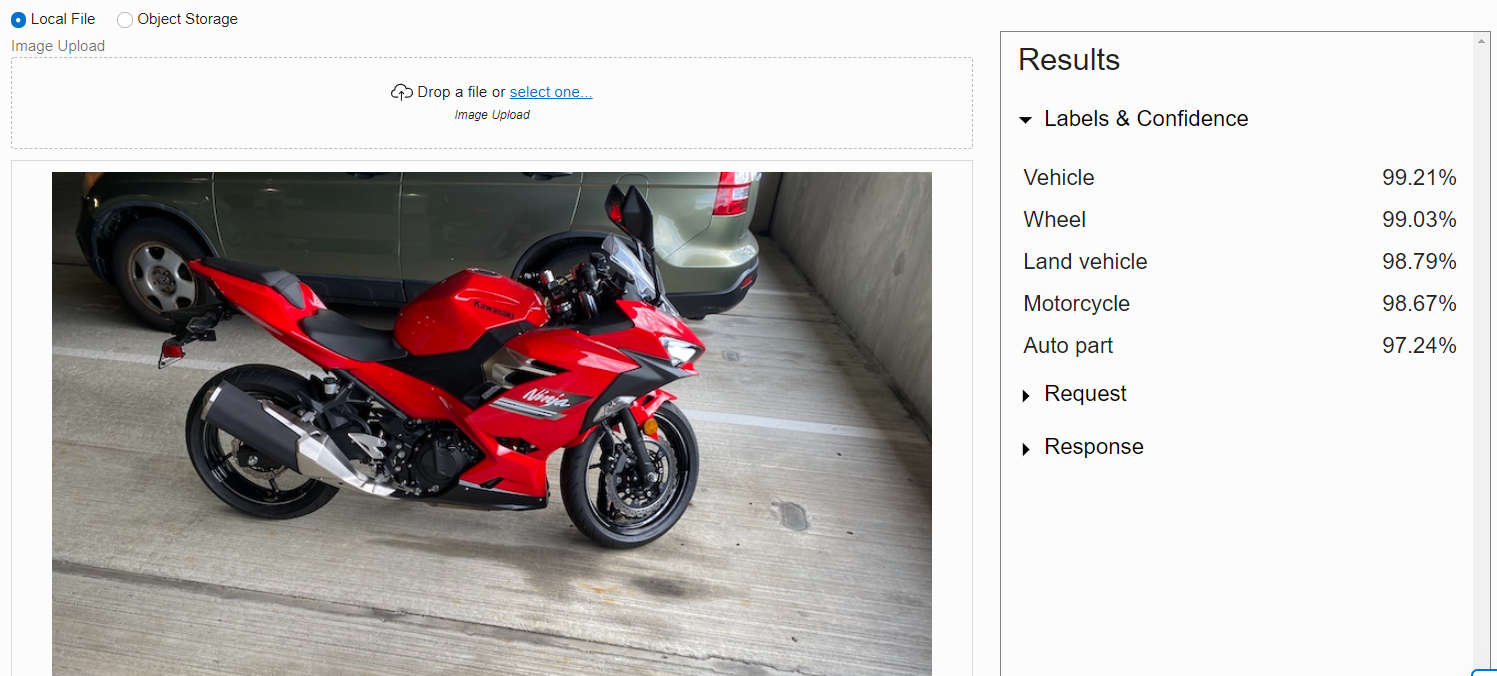 Local File
Object Storage
Image Upload
Drop a file or select one...
Image Upload
Kawasaki
Ninja
Results
Labels & Confidence
Vehicle 99.21%
Wheel 99.03%
Land vehicle 98.79%
Motorcycle 98.67%
Auto part 97.24%
Request
Response